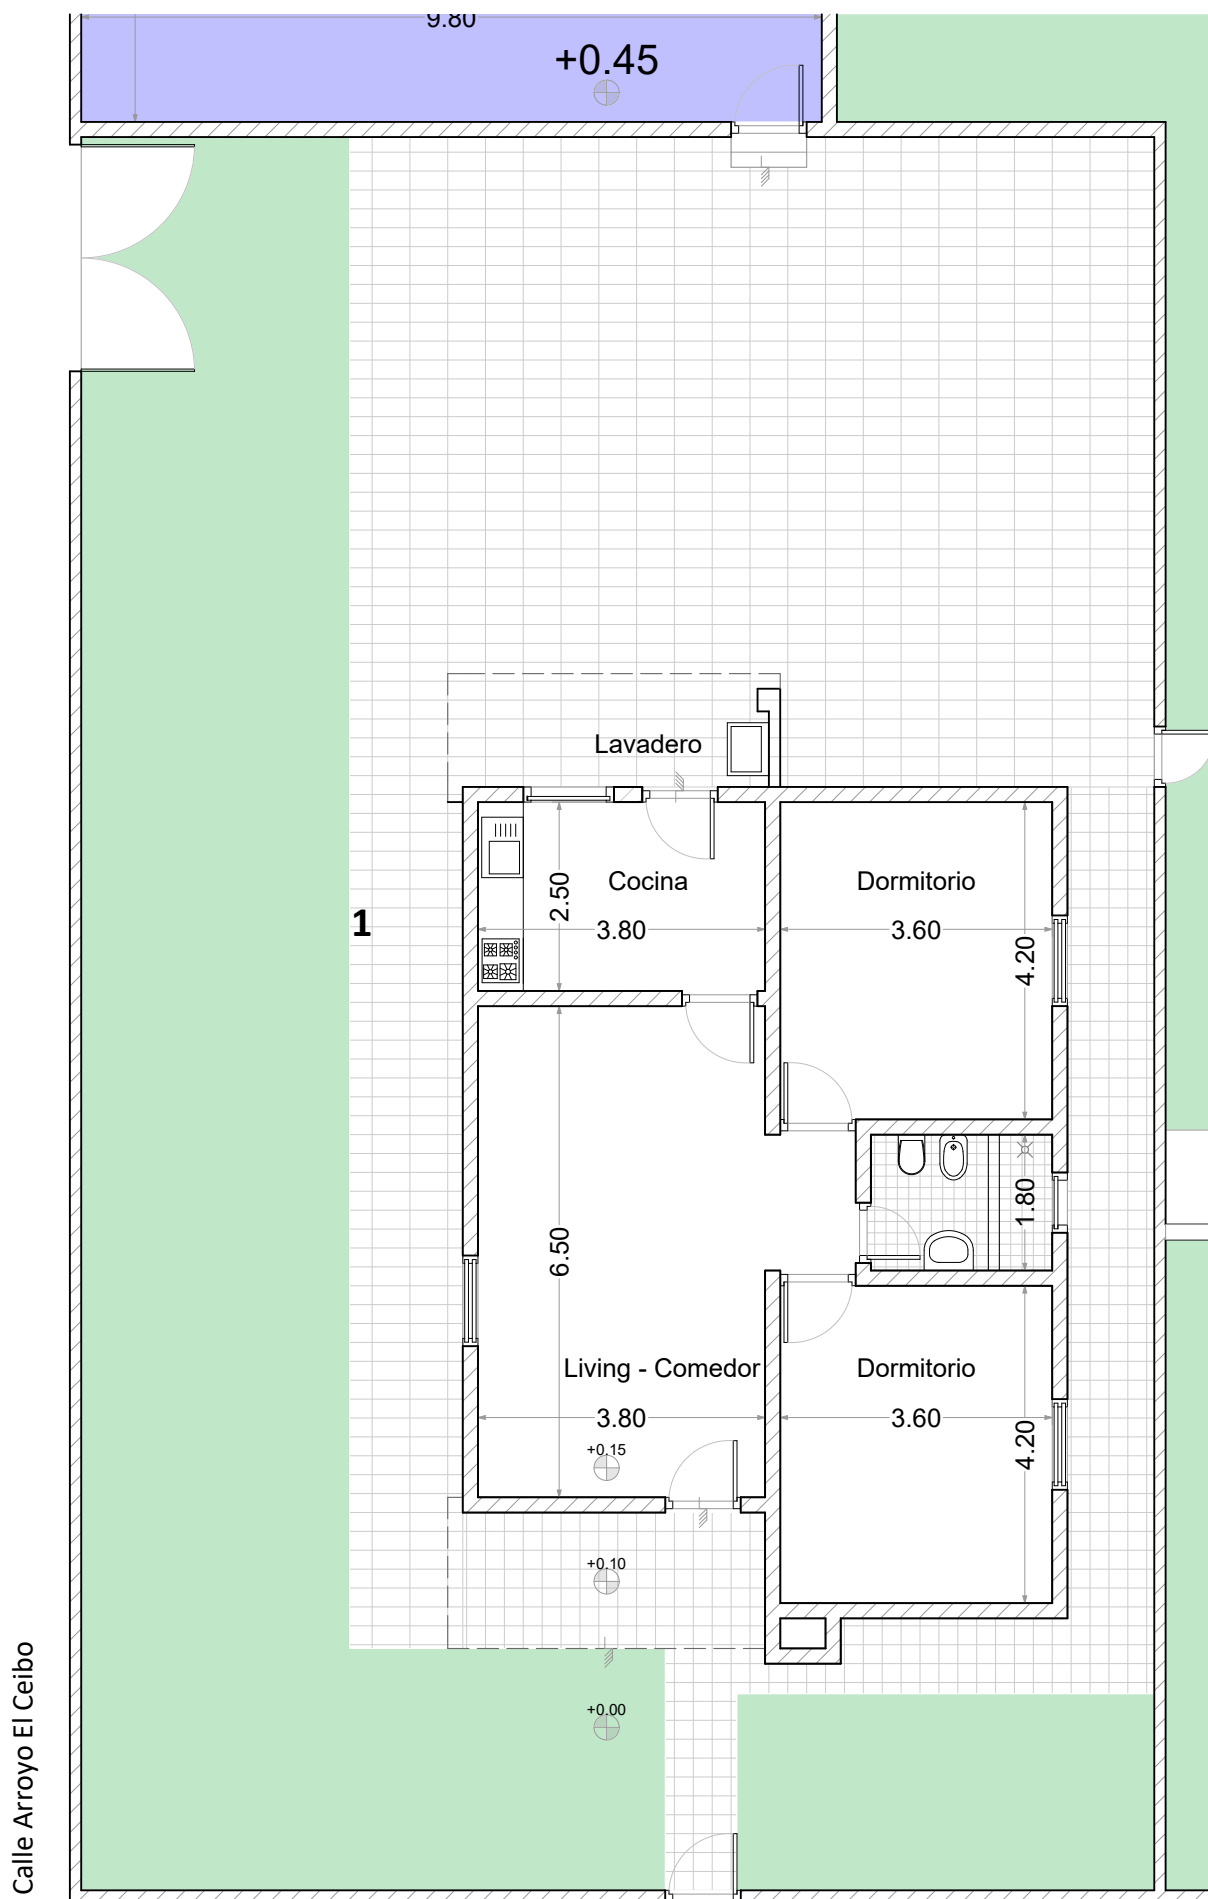 9.80
+0.45
Lavadero
Cocina
2.50
3.80
Dormitorio
3.60
4.20
1
1.80
6.50
Living - Comedor
3.80
+0.15
Dormitorio
3.60
4.20
+0.10
+0.00
Calle Arroyo El Ceibo